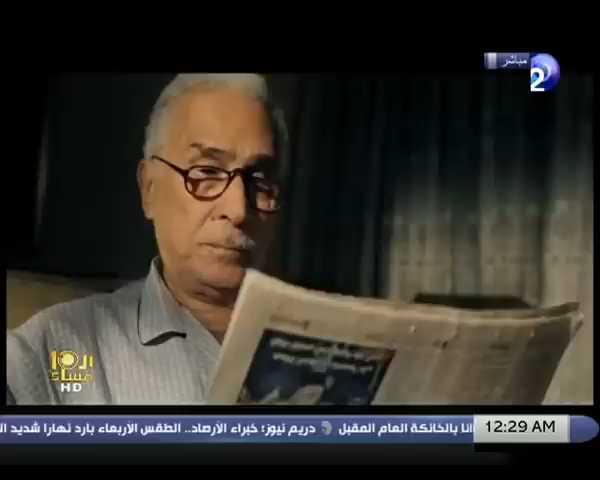 مباشر
2
العاشرة
مساءً
HD
انا بالخانكة العام المقبل دريم نيوز: خبراء الأرصاد.. الطقس الأربعاء بارد نهارا شديد ال
12:29 AM